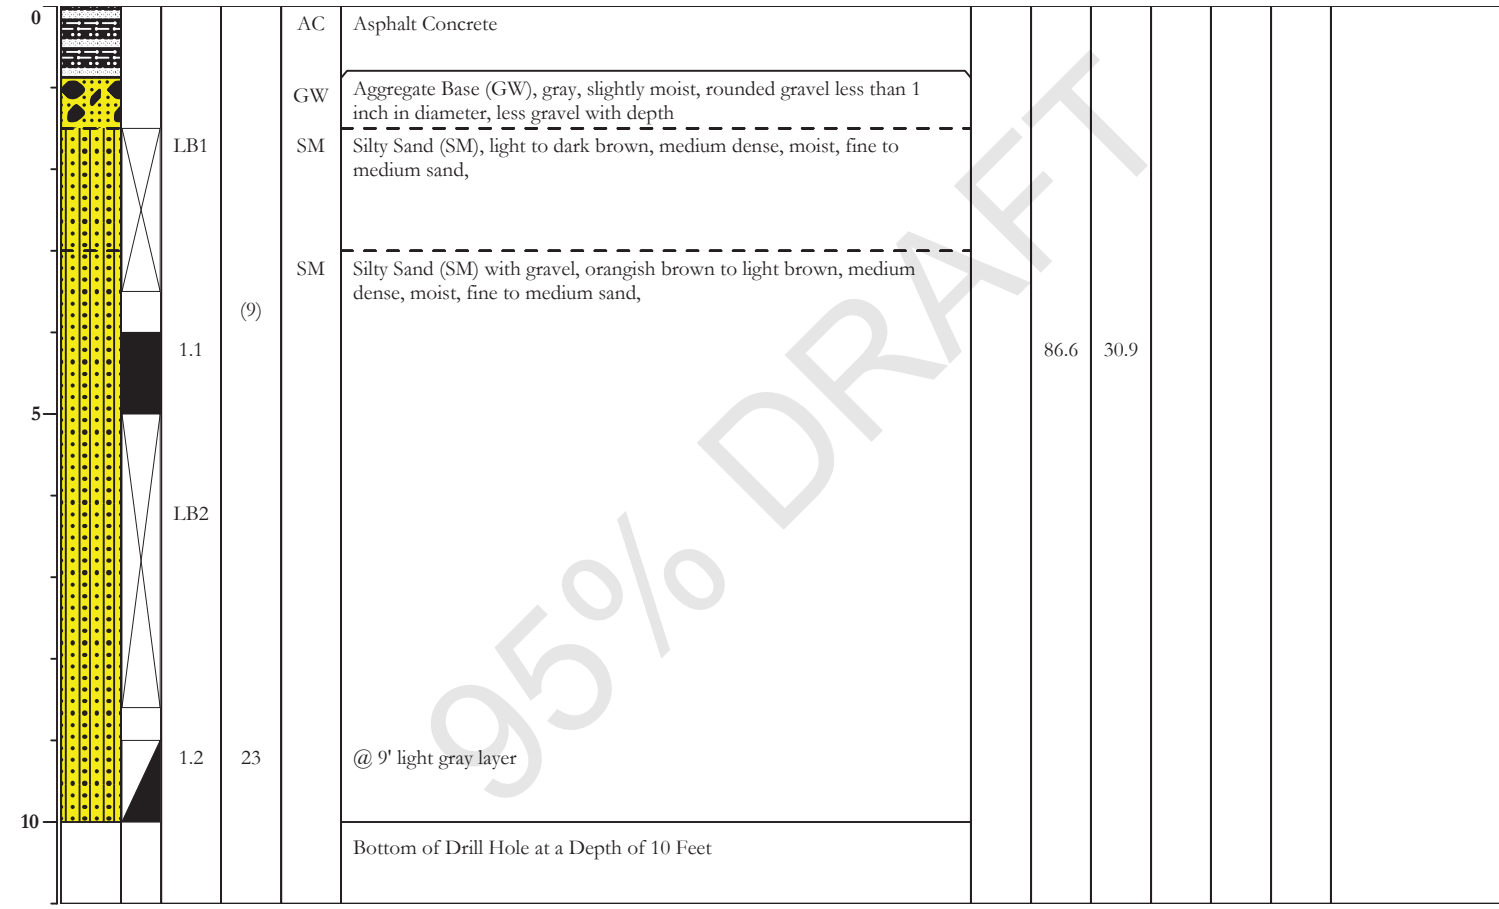 0
AC Asphalt Concrete
GW Aggregate Base (GW), gray, slightly moist, rounded gravel less than 1
inch in diameter, less gravel with depth
LB1 SM Silty Sand (SM), light to dark brown, medium dense, moist, fine to
medium sand,
SM Silty Sand (SM) with gravel, orangish brown to light brown, medium
dense, moist, fine to medium sand,
(9)
1.1 86.6 30.9
5
LB2
1.2 23 @ 9' light gray layer
10
Bottom of Drill Hole at a Depth of 10 Feet
95% DRAFT